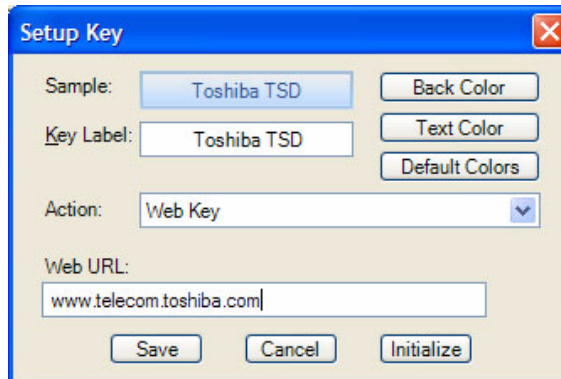 Setup Key
Sample: Toshiba TSD Back Color
Key Label: Toshiba TSD Text Color
Default Colors
Action: Web Key
Web URL:
www.telecom.toshiba.com
Save Cancel Initialize